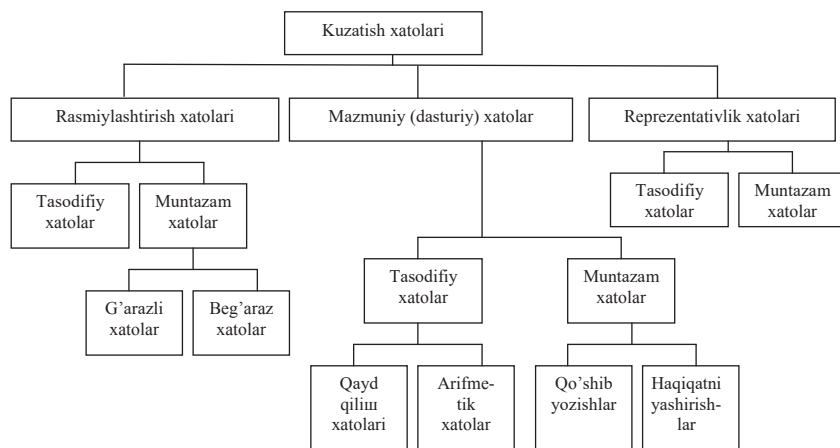 Kuzatish xatolari
Rasmiylashtirish xatolari
Mazmuniy (dasturiy) xatolar
Reprezentativlik xatolari
Tasodifiy
xatolar
Muntazam
xatolar
Tasodifiy
xatolar
Muntazam
xatolar
G’arazli
xatolar
Beg’araz
xatolar
Tasodifiy
xatolar
Muntazam
xatolar
Qayd
qiliш
xatolari
Arifme-
tik
xatolar
Qo’shib
yozishlar
Haqiqatni
yashirish-
lar